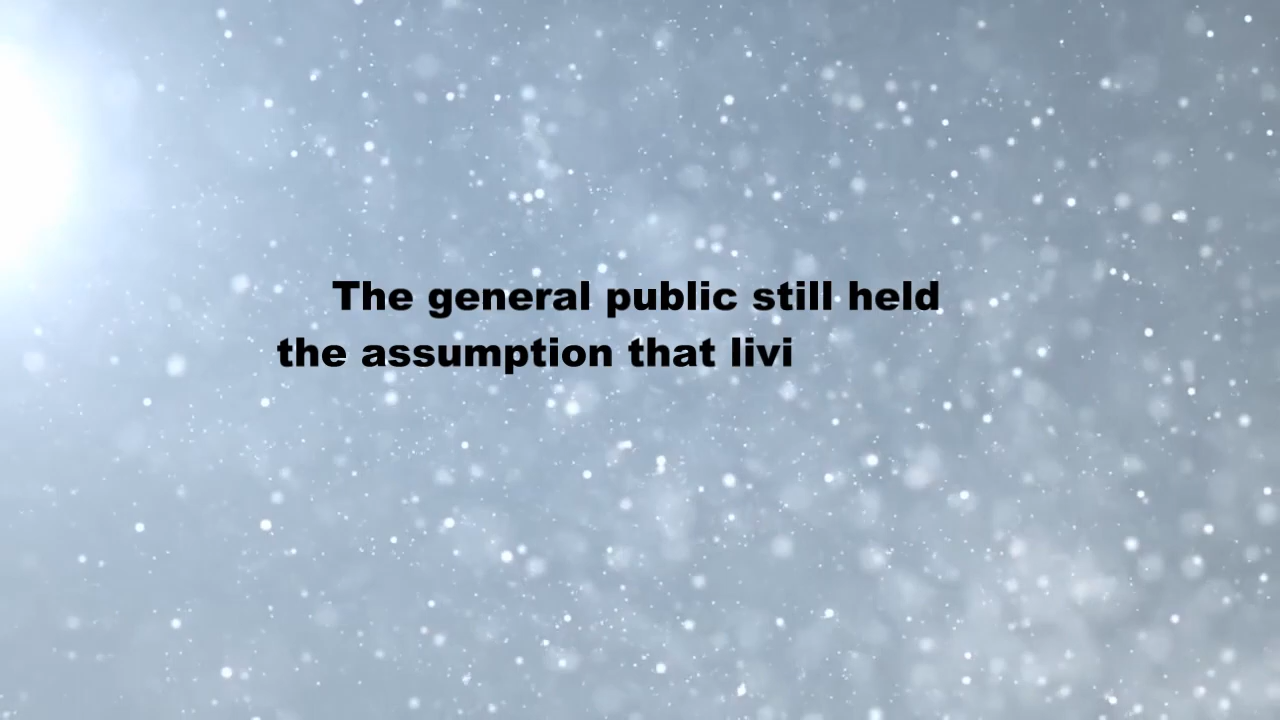 The general public still held
the assumption that livi